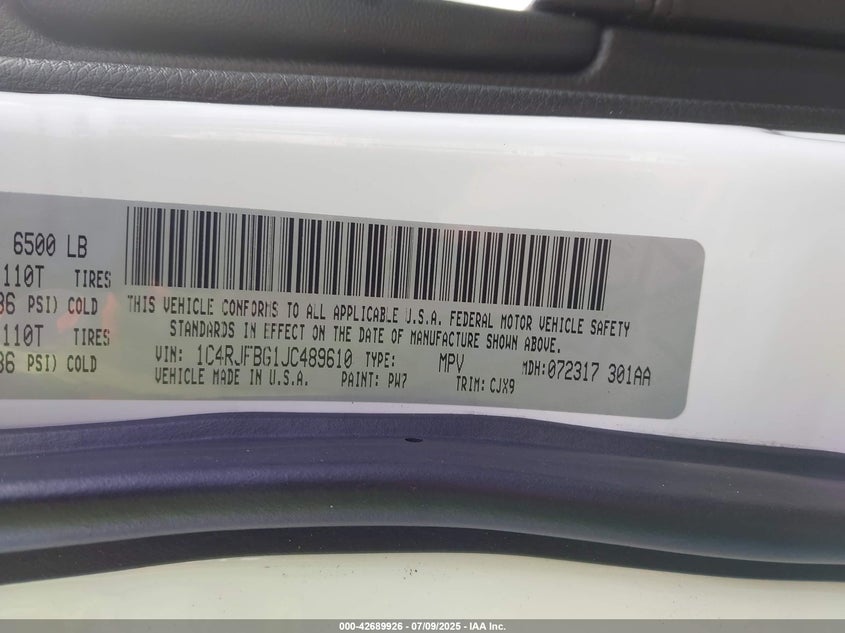 6500 LB
110T TIRES
36 PSI) COLD
110T TIRES
36 PSI) COLD
THIS VEHICLE CONFORMS TO ALL APPLICABLE U.S.A. FEDERAL MOTOR VEHICLE SAFETY
STANDARDS IN EFFECT ON THE DATE OF MANUFACTURE SHOWN ABOVE.
VIN: 1C4RJFBG1JC489610 TYPE: MPV MDH:072317 301AA
VEHICLE MADE IN U.S.A. PAINT: PW7 TRIM: CJX9
000-42689926 - 07/09/2025 - IAA Inc.